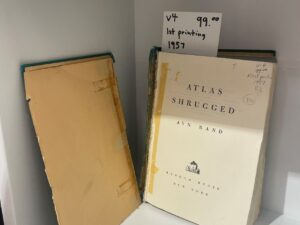 v4 99.00
1st printing
1957
ATLAS
SHRUGGED
AYN RAND
RANDOM HOUSE
NEW YORK